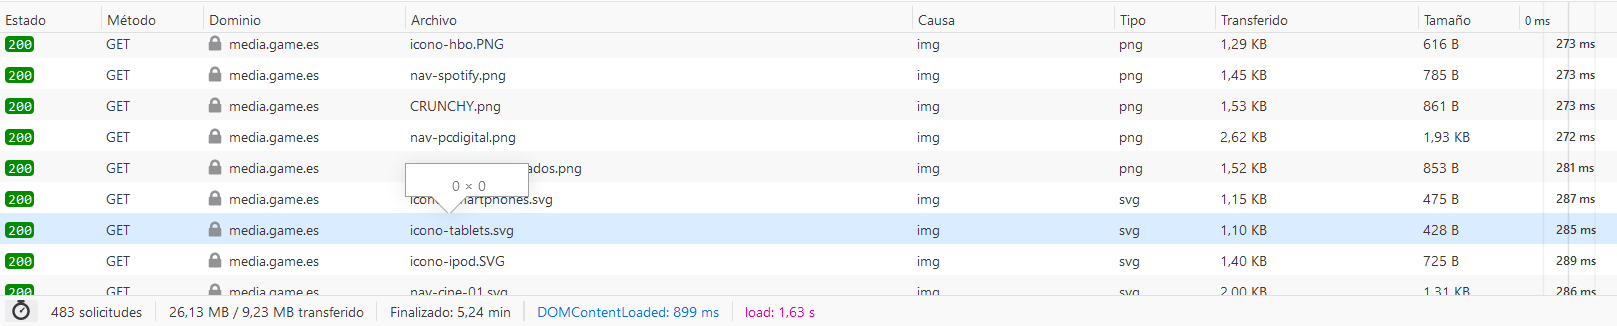 Estado Método Dominio Archivo Causa Tipo Transferido Tamaño 0 ms
200 GET media.game.es icono-hbo.PNG img png 1,29 KB 616 B 273 ms
200 GET media.game.es nav-spotify.png img png 1,45 KB 785 B 273 ms
200 GET media.game.es CRUNCHY.png img png 1,53 KB 861 B 273 ms
200 GET media.game.es nav-pcdigital.png img png 2,62 KB 1,93 KB 272 ms
200 GET media.game.es ados.png img png 1,52 KB 853 B 281 ms
0 × 0
200 GET media.game.es img svg 1,15 KB 475 B 287 ms
200 GET media.game.es icono-tablets.svg img svg 1,10 KB 428 B 285 ms
200 GET media.game.es icono-ipod.SVG img svg 1,40 KB 725 B 289 ms
200 GET media.game.es nav-cine-01.svg img svg 2,00 KB 1,31 KB 286 ms
483 solicitudes 26,13 MB / 9,23 MB transferido Finalizado: 5,24 min DOMContentLoaded: 899 ms load: 1,63 s